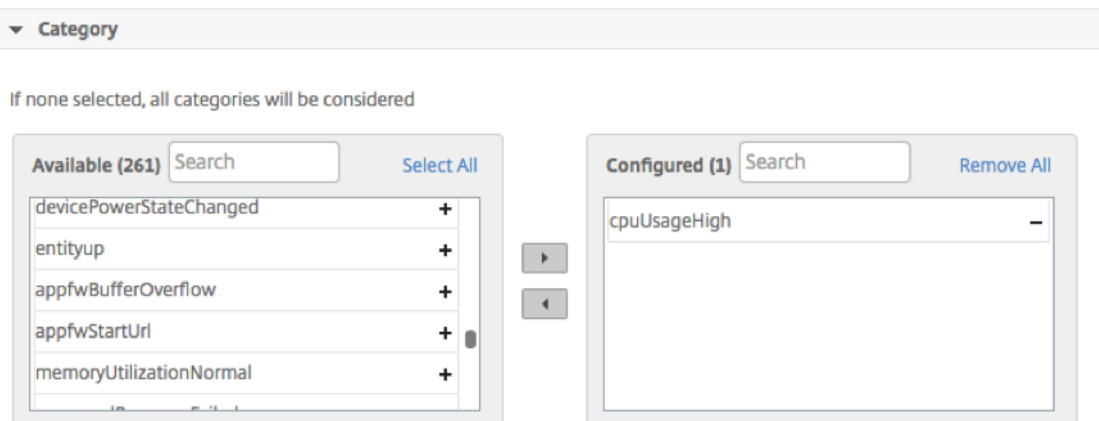 Category
If none selected, all categories will be considered
Available (261) Search Select All
devicePowerStateChanged
entityup
appfwBufferOverflow
appfwStartUrl
memoryUtilizationNormal
Configured (1) Search Remove All
cpuUsageHigh